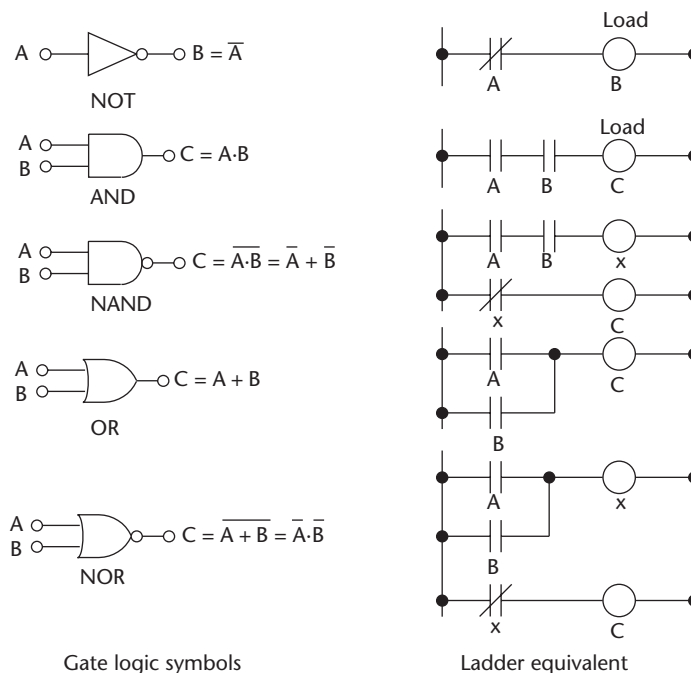 Load
A B = A̅
A B
NOT
Load
A
B C = A·B
A B C
AND
A
B C = A̅·̅B̅ = A̅ + B̅
A B x
NAND
x C
A
B C = A + B
A C
OR
B
A x
A
B C = A̅ ̅+̅ ̅B̅ = A̅·B̅
B
NOR
x C
Gate logic symbols Ladder equivalent